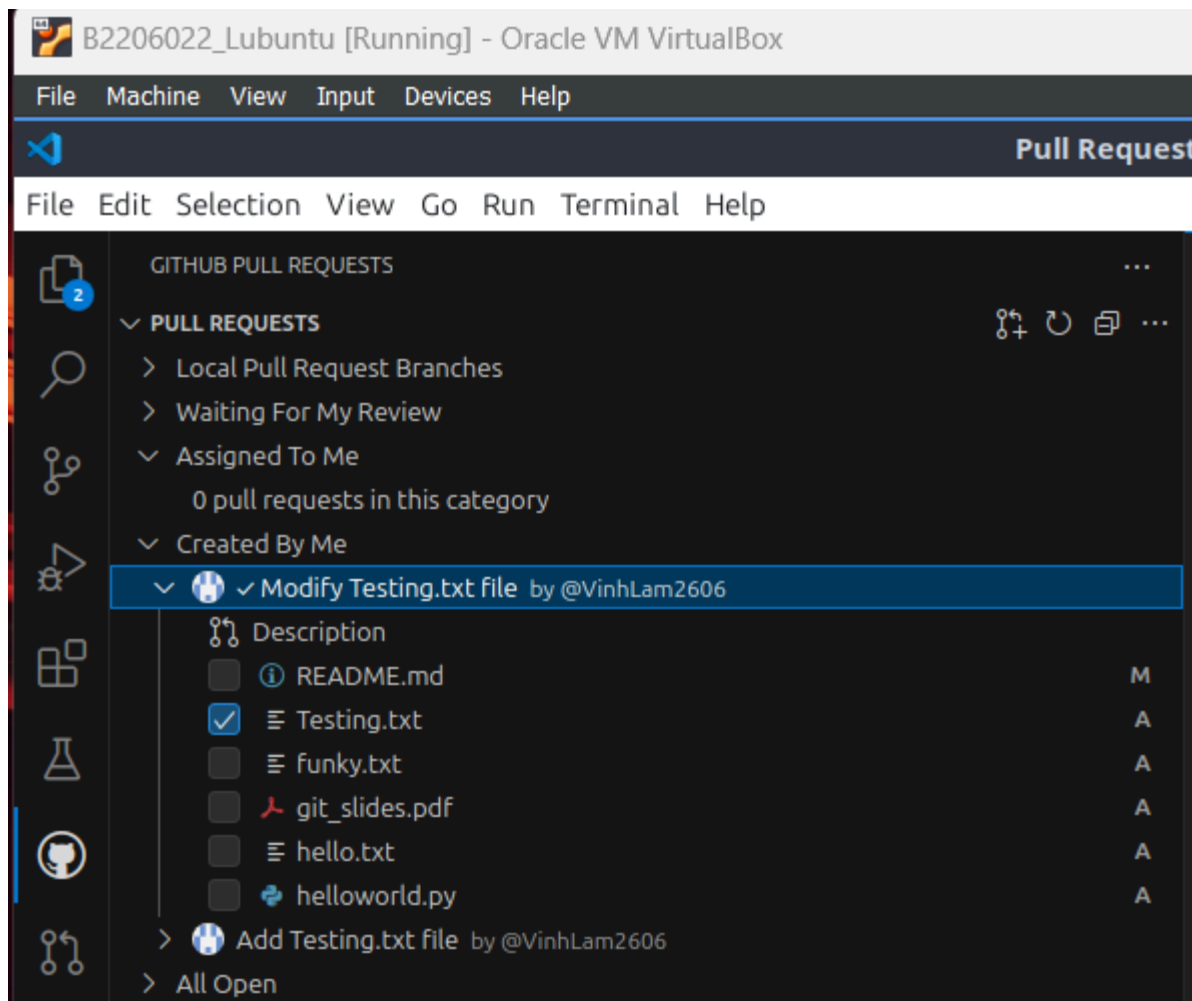 B2206022_Lubuntu [Running] - Oracle VM VirtualBox
File Machine View Input Devices Help
Pull Request
File Edit Selection View Go Run Terminal Help
GITHUB PULL REQUESTS
2
PULL REQUESTS
Local Pull Request Branches
Waiting For My Review
Assigned To Me
0 pull requests in this category
Created By Me
Modify Testing.txt file by @VinhLam2606
Description
README.md M
Testing.txt A
funky.txt A
git_slides.pdf A
hello.txt A
helloworld.py A
Add Testing.txt file by @VinhLam2606
All Open